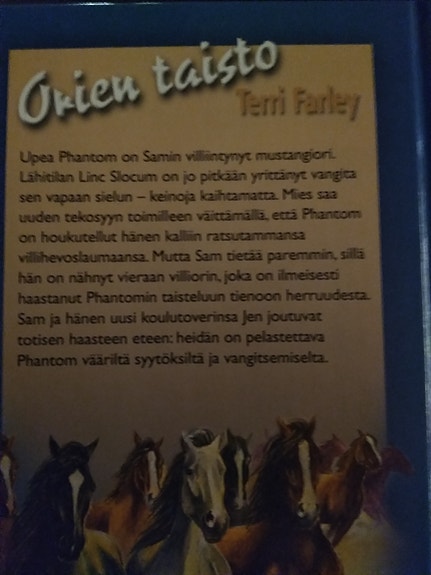 Orien taisto
Terri Farley
Upea Phantom on Samin villiintynyt mustangiori.
Lähitilan Linc Slocum on jo pitkään yrittänyt vangita
sen vapaan sielun – keinoja kaihtamatta. Mies saa
uuden tekosyyn toimilleen väittämällä, että Phantom
on houkutellut hänen kalliin ratsutammansa
villihevoslaumaansa. Mutta Sam tietää paremmin, sillä
hän on nähnyt vieraan villiorin, joka on ilmeisesti
haastanut Phantomin taisteluun tienoon herruudesta.
Sam ja hänen uusi koulutoverinsa Jen joutuvat
totisen haasteen eteen: heidän on pelastettava
Phantom vääriltä syytöksiltä ja vangitsemiselta.